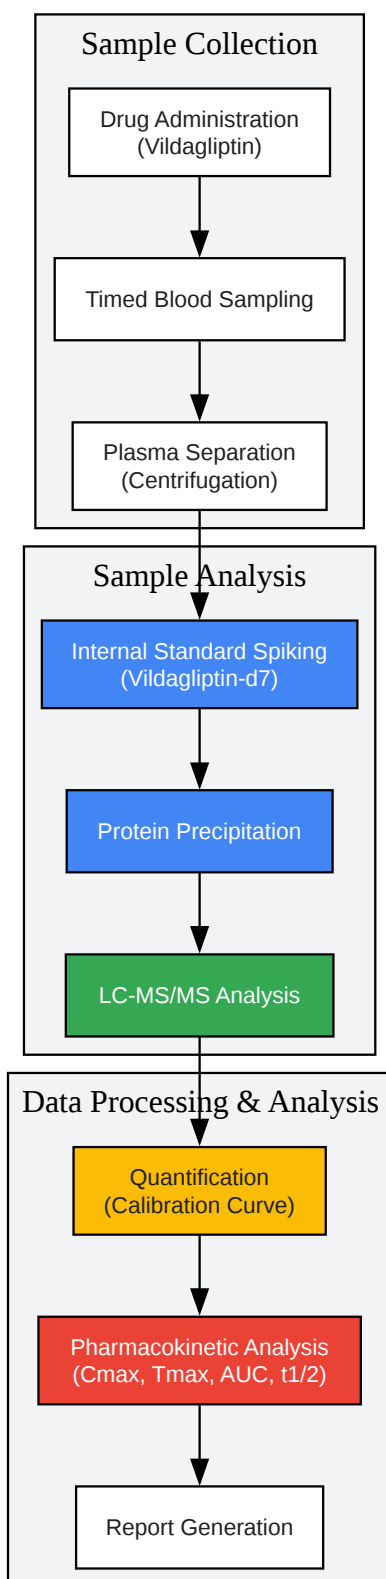 Sample Collection
Drug Administration
(Vildagliptin)
Timed Blood Sampling
Plasma Separation
(Centrifugation)
Sample Analysis
Internal Standard Spiking
(Vildagliptin-d7)
Protein Precipitation
LC-MS/MS Analysis
Data Processing & Analysis
Quantification
(Calibration Curve)
Pharmacokinetic Analysis
(Cmax, Tmax, AUC, t1/2)
Report Generation